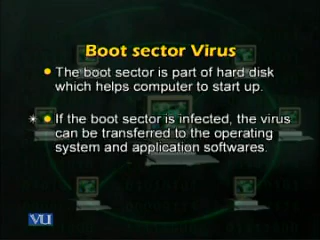 Boot sector Virus
The boot sector is part of hard disk
which helps computer to start up.
If the boot sector is infected, the virus
can be transferred to the operating
system and application softwares.
VU